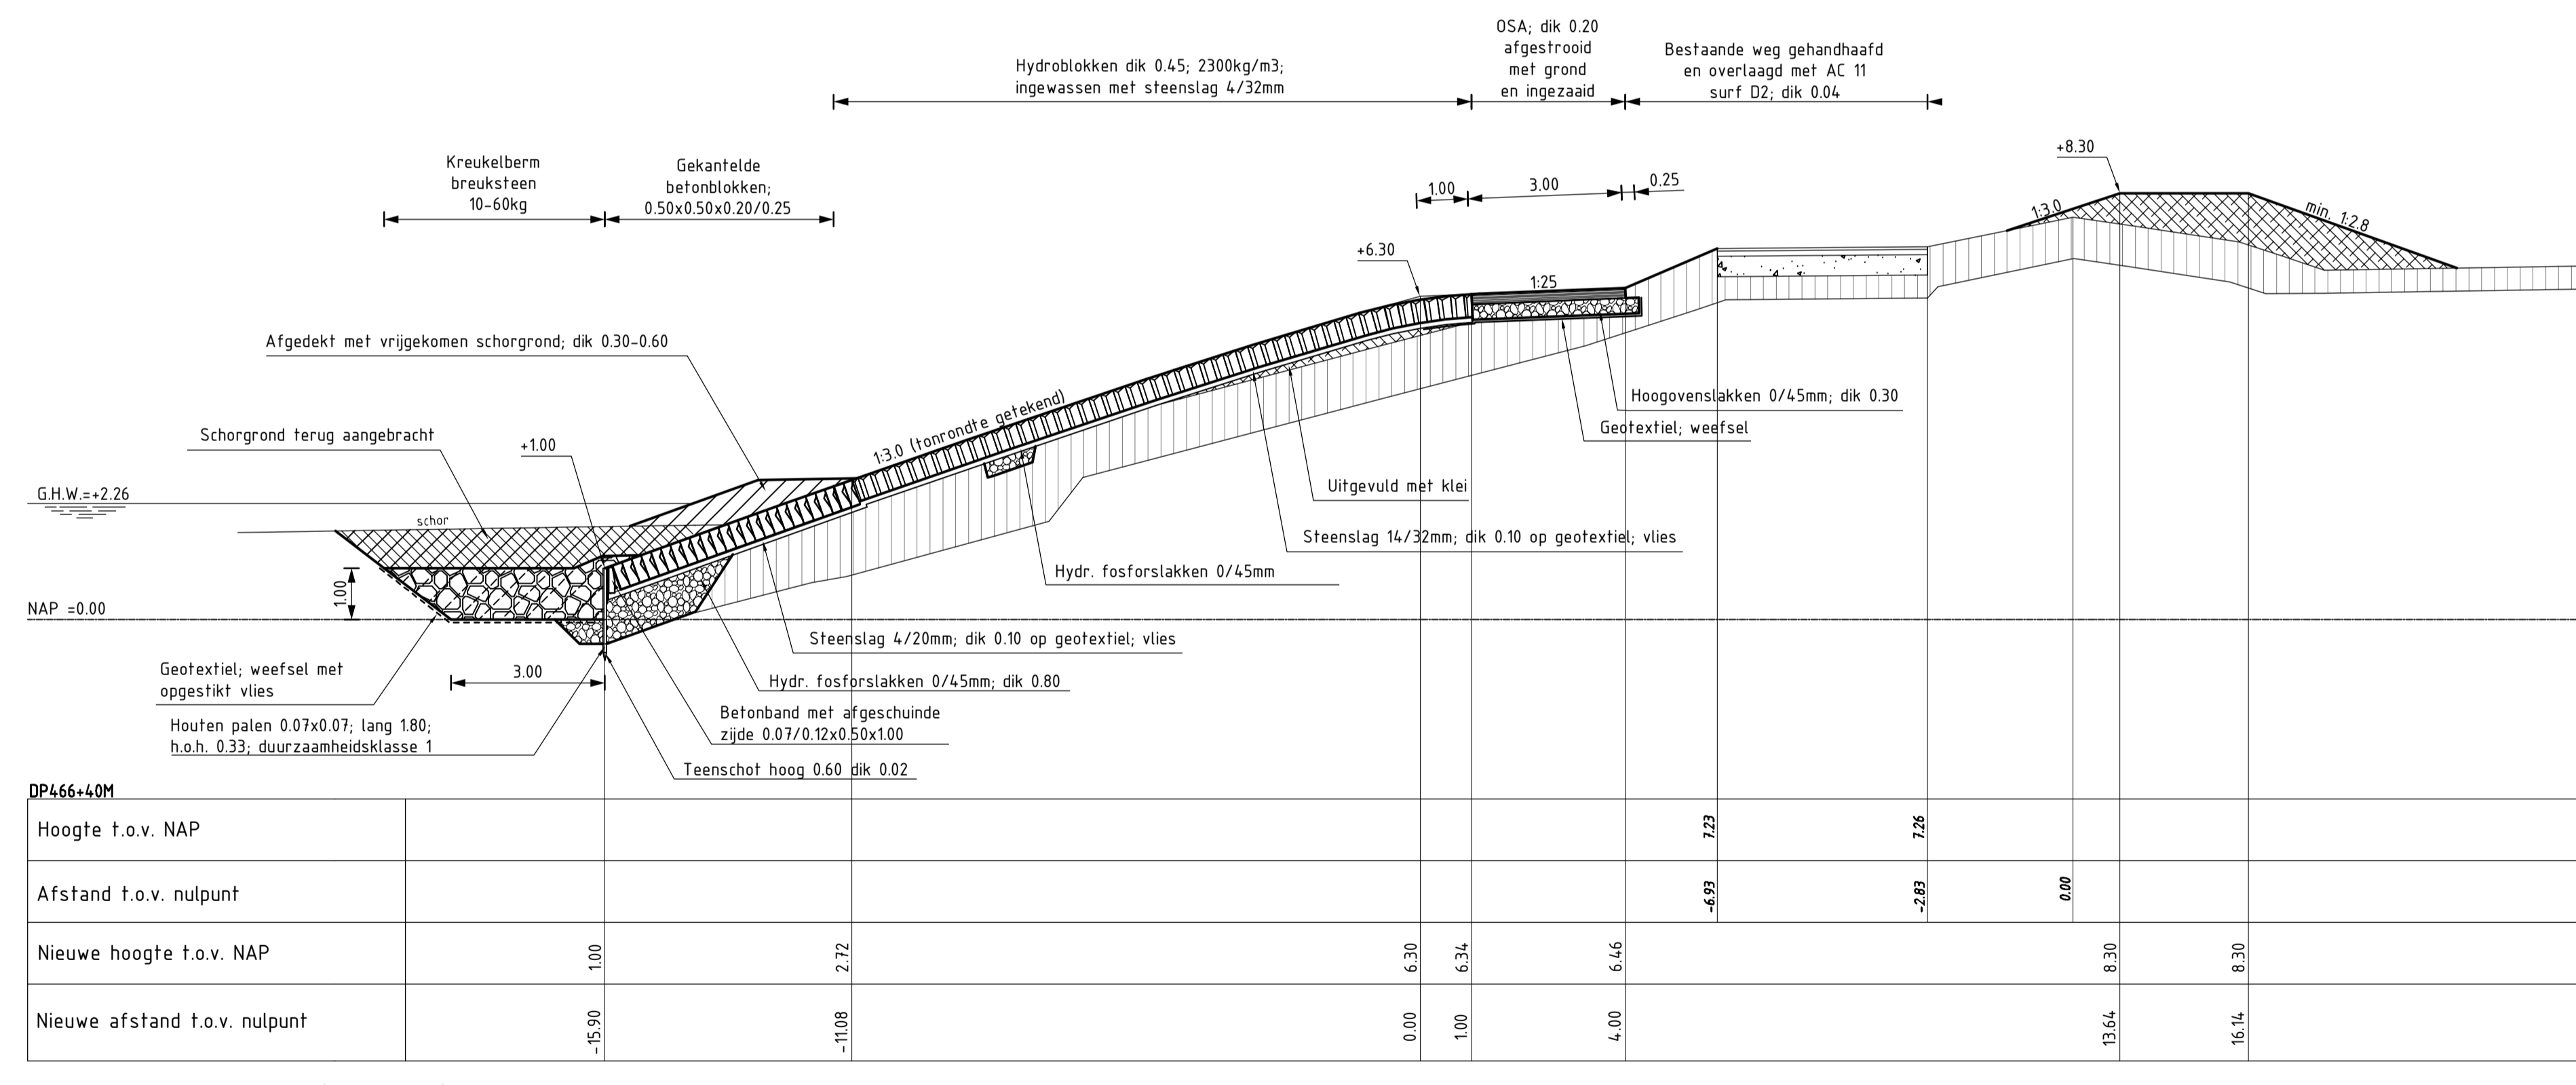 OSA; dik 0.20
afgestrooid
met grond
en ingezaaid
Bestaande weg gehandhaafd
en overlaagd met AC 11
surf D2; dik 0.04
Hydroblokken dik 0.45; 2300kg/m3;
ingewassen met steenslag 4/32mm
Kreukelberm
breuksteen
10-60kg
Gekantelde
betonblokken;
0.50x0.50x0.20/0.25
+8.30
1.00
3.00
0.25
1:3.0
min. 1:2.8
+6.30
1:25
Afgedekt met vrijgekomen schorgrond; dik 0.30-0.60
1:3.0 (tonrondte getekend)
Hoogovenslakken 0/45mm; dik 0.30
Geotextiel; weefsel
Schorgrond terug aangebracht
+1.00
G.H.W.=+2.26
schor
Uitgevuld met klei
Steenslag 14/32mm; dik 0.10 op geotextiel; vlies
Hydr. fosforslakken 0/45mm
1.00
NAP =0.00
Steenslag 4/20mm; dik 0.10 op geotextiel; vlies
Geotextiel; weefsel met
opgestikt vlies
3.00
Hydr. fosforslakken 0/45mm; dik 0.80
Houten palen 0.07x0.07; lang 1.80;
h.o.h. 0.33; duurzaamheidsklasse 1
Betonband met afgeschuinde
zijde 0.07/0.12x0.50x1.00
Teenschot hoog 0.60 dik 0.02
DP466+40M
Hoogte t.o.v. NAP 7.23 7.26
Afstand t.o.v. nulpunt -6.93 -2.83 0.00
Nieuwe hoogte t.o.v. NAP 1.00 2.72 6.30 6.34 6.46 8.30 8.30
Nieuwe afstand t.o.v. nulpunt -15.90 -11.08 0.00 1.00 4.00 13.64 16.14